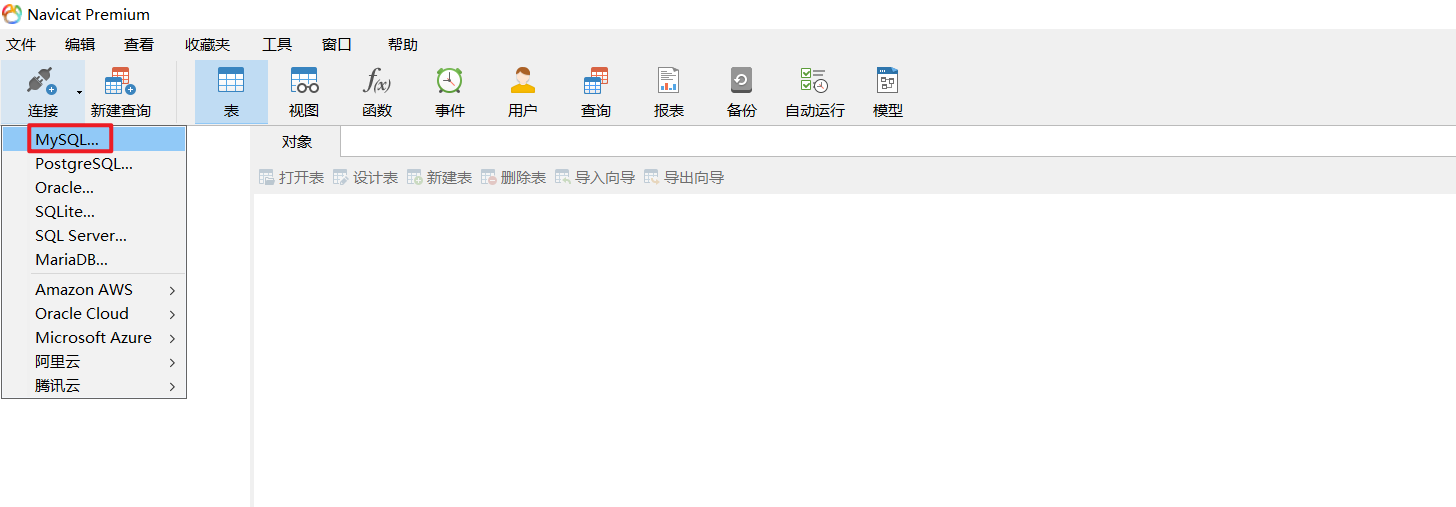 Navicat Premium
文件 编辑 查看 收藏夹 工具 窗口 帮助
连接 新建查询 表 视图 函数 事件 用户 查询 报表 备份 自动运行 模型
MySQL...
PostgreSQL...
Oracle...
SQLite...
SQL Server...
MariaDB...
Amazon AWS
Oracle Cloud
Microsoft Azure
阿里云
腾讯云
对象
打开表 设计表 新建表 删除表 导入向导 导出向导